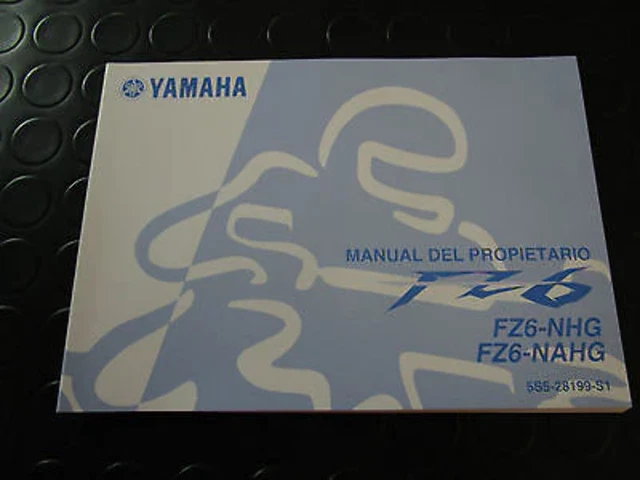 YAMAHA
MANUAL DEL PROPIETARIO
FZ6
FZ6-NHG
FZ6-NAHG
5S5-28199-S1